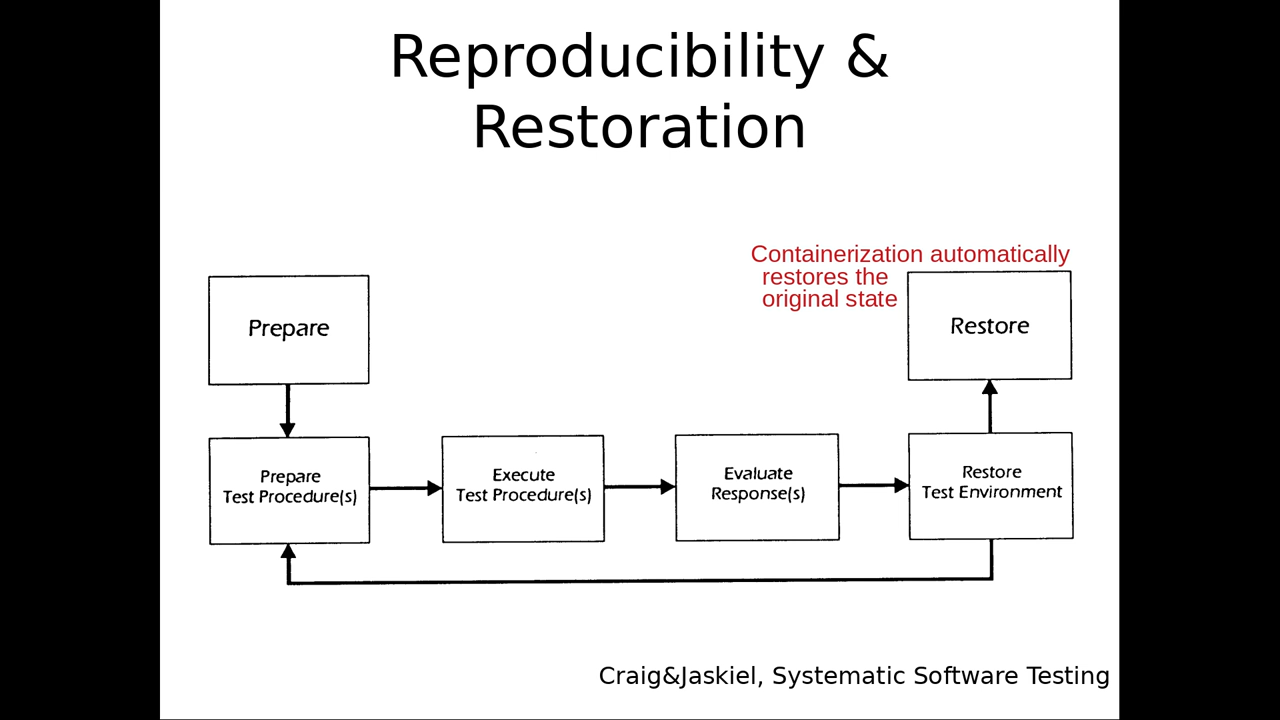 Reproducibility &
Restoration
Containerization automatically
restores the
original state
Prepare
Restore
Prepare
Test Procedure(s)
Execute
Test Procedure(s)
Evaluate
Response(s)
Restore
Test Environment
Craig&Jaskiel, Systematic Software Testing